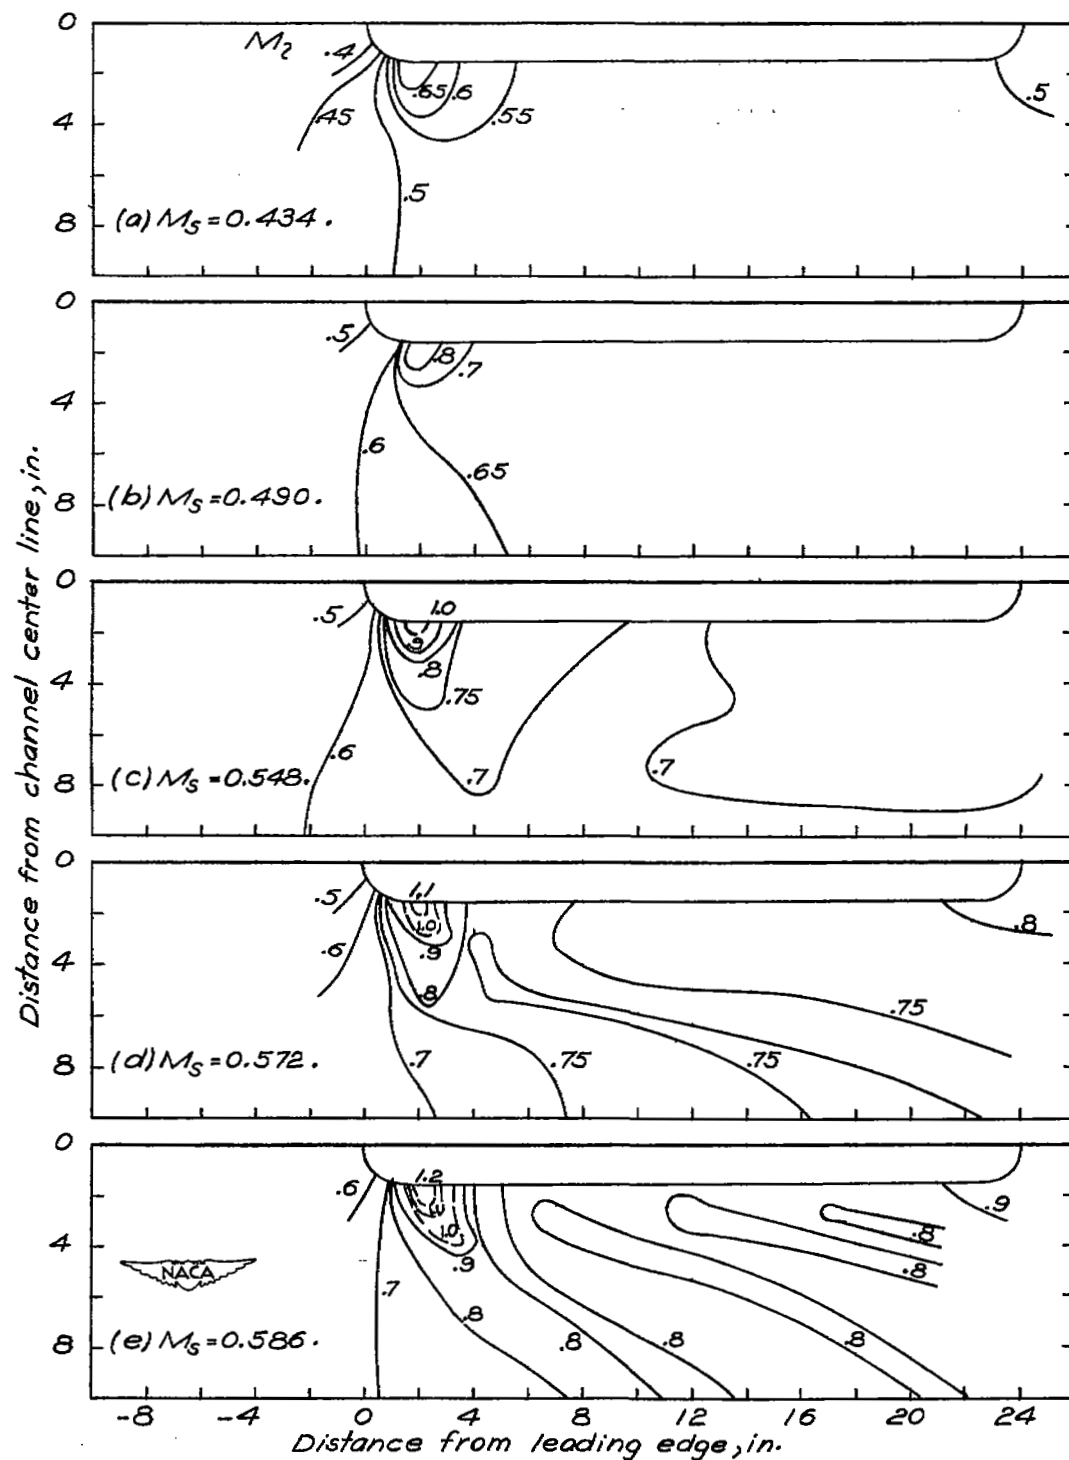 Distance from channel center line, in.
0
4
8
M₂ .4 .45 .65 .6 .55 .5 .5
(a) Mₛ=0.434.
0
4
8
.5 .8 .7 .6 .65
(b) Mₛ=0.490.
0
4
8
.5 1.0 .9 .8 .75 .6 .7 .7
(c) Mₛ=0.548.
0
4
8
.5 1.1 1.0 .9 .8 .6 .8 .75 .7 .75 .75
(d) Mₛ=0.572.
0
4
8
.6 1.2 1.0 .9 .9 .8 .8 .7 .8 .8 .8 .8
NACA
(e) Mₛ=0.586.
-8 -4 0 4 8 12 16 20 24
Distance from leading edge, in.